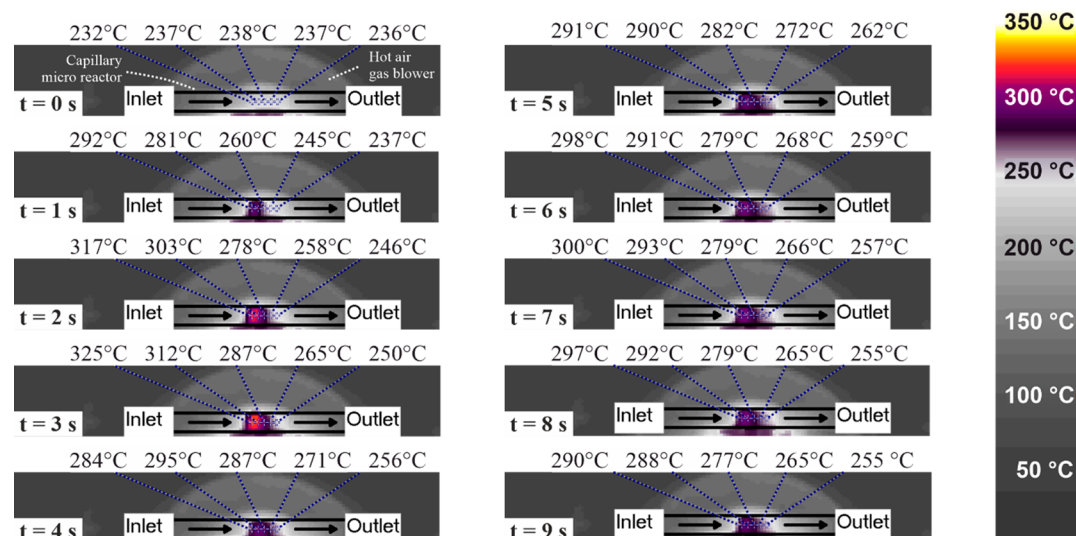 232°C 237°C 238°C 237°C 236°C
Capillary
micro reactor
Hot air
gas blower
t = 0 s Inlet Outlet
292°C 281°C 260°C 245°C 237°C
t = 1 s Inlet Outlet
317°C 303°C 278°C 258°C 246°C
t = 2 s Inlet Outlet
325°C 312°C 287°C 265°C 250°C
t = 3 s Inlet Outlet
284°C 295°C 287°C 271°C 256°C
t = 4 s Inlet Outlet
291°C 290°C 282°C 272°C 262°C
t = 5 s Inlet Outlet
298°C 291°C 279°C 268°C 259°C
t = 6 s Inlet Outlet
300°C 293°C 279°C 266°C 257°C
t = 7 s Inlet Outlet
297°C 292°C 279°C 265°C 255°C
t = 8 s Inlet Outlet
290°C 288°C 277°C 265°C 255 °C
t = 9 s Inlet Outlet
350 °C
300 °C
250 °C
200 °C
150 °C
100 °C
50 °C